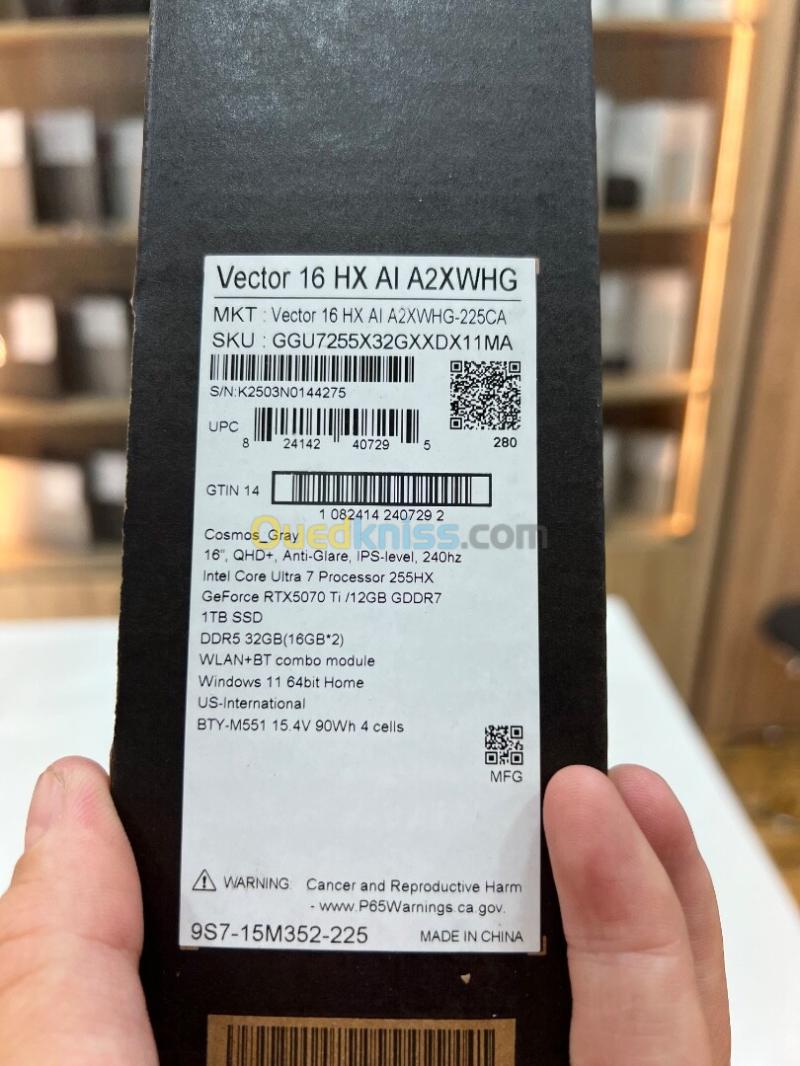 Vector 16 HX AI A2XWHG
MKT : Vector 16 HX AI A2XWHG-225CA
SKU : GGU7255X32GXXDX11MA
S/N:K2503N0144275
UPC
8 24142 40729 5
280
GTIN 14
1 082414 240729 2
Ouedkniss.com
Cosmos_Gray
16", QHD+, Anti-Glare, IPS-level, 240hz
Intel Core Ultra 7 Processor 255HX
GeForce RTX5070 Ti /12GB GDDR7
1TB SSD
DDR5 32GB(16GB*2)
WLAN+BT combo module
Windows 11 64bit Home
US-International
BTY-M551 15.4V 90Wh 4 cells
MFG
WARNING: Cancer and Reproductive Harm
- www.P65Warnings.ca.gov.
9S7-15M352-225 MADE IN CHINA